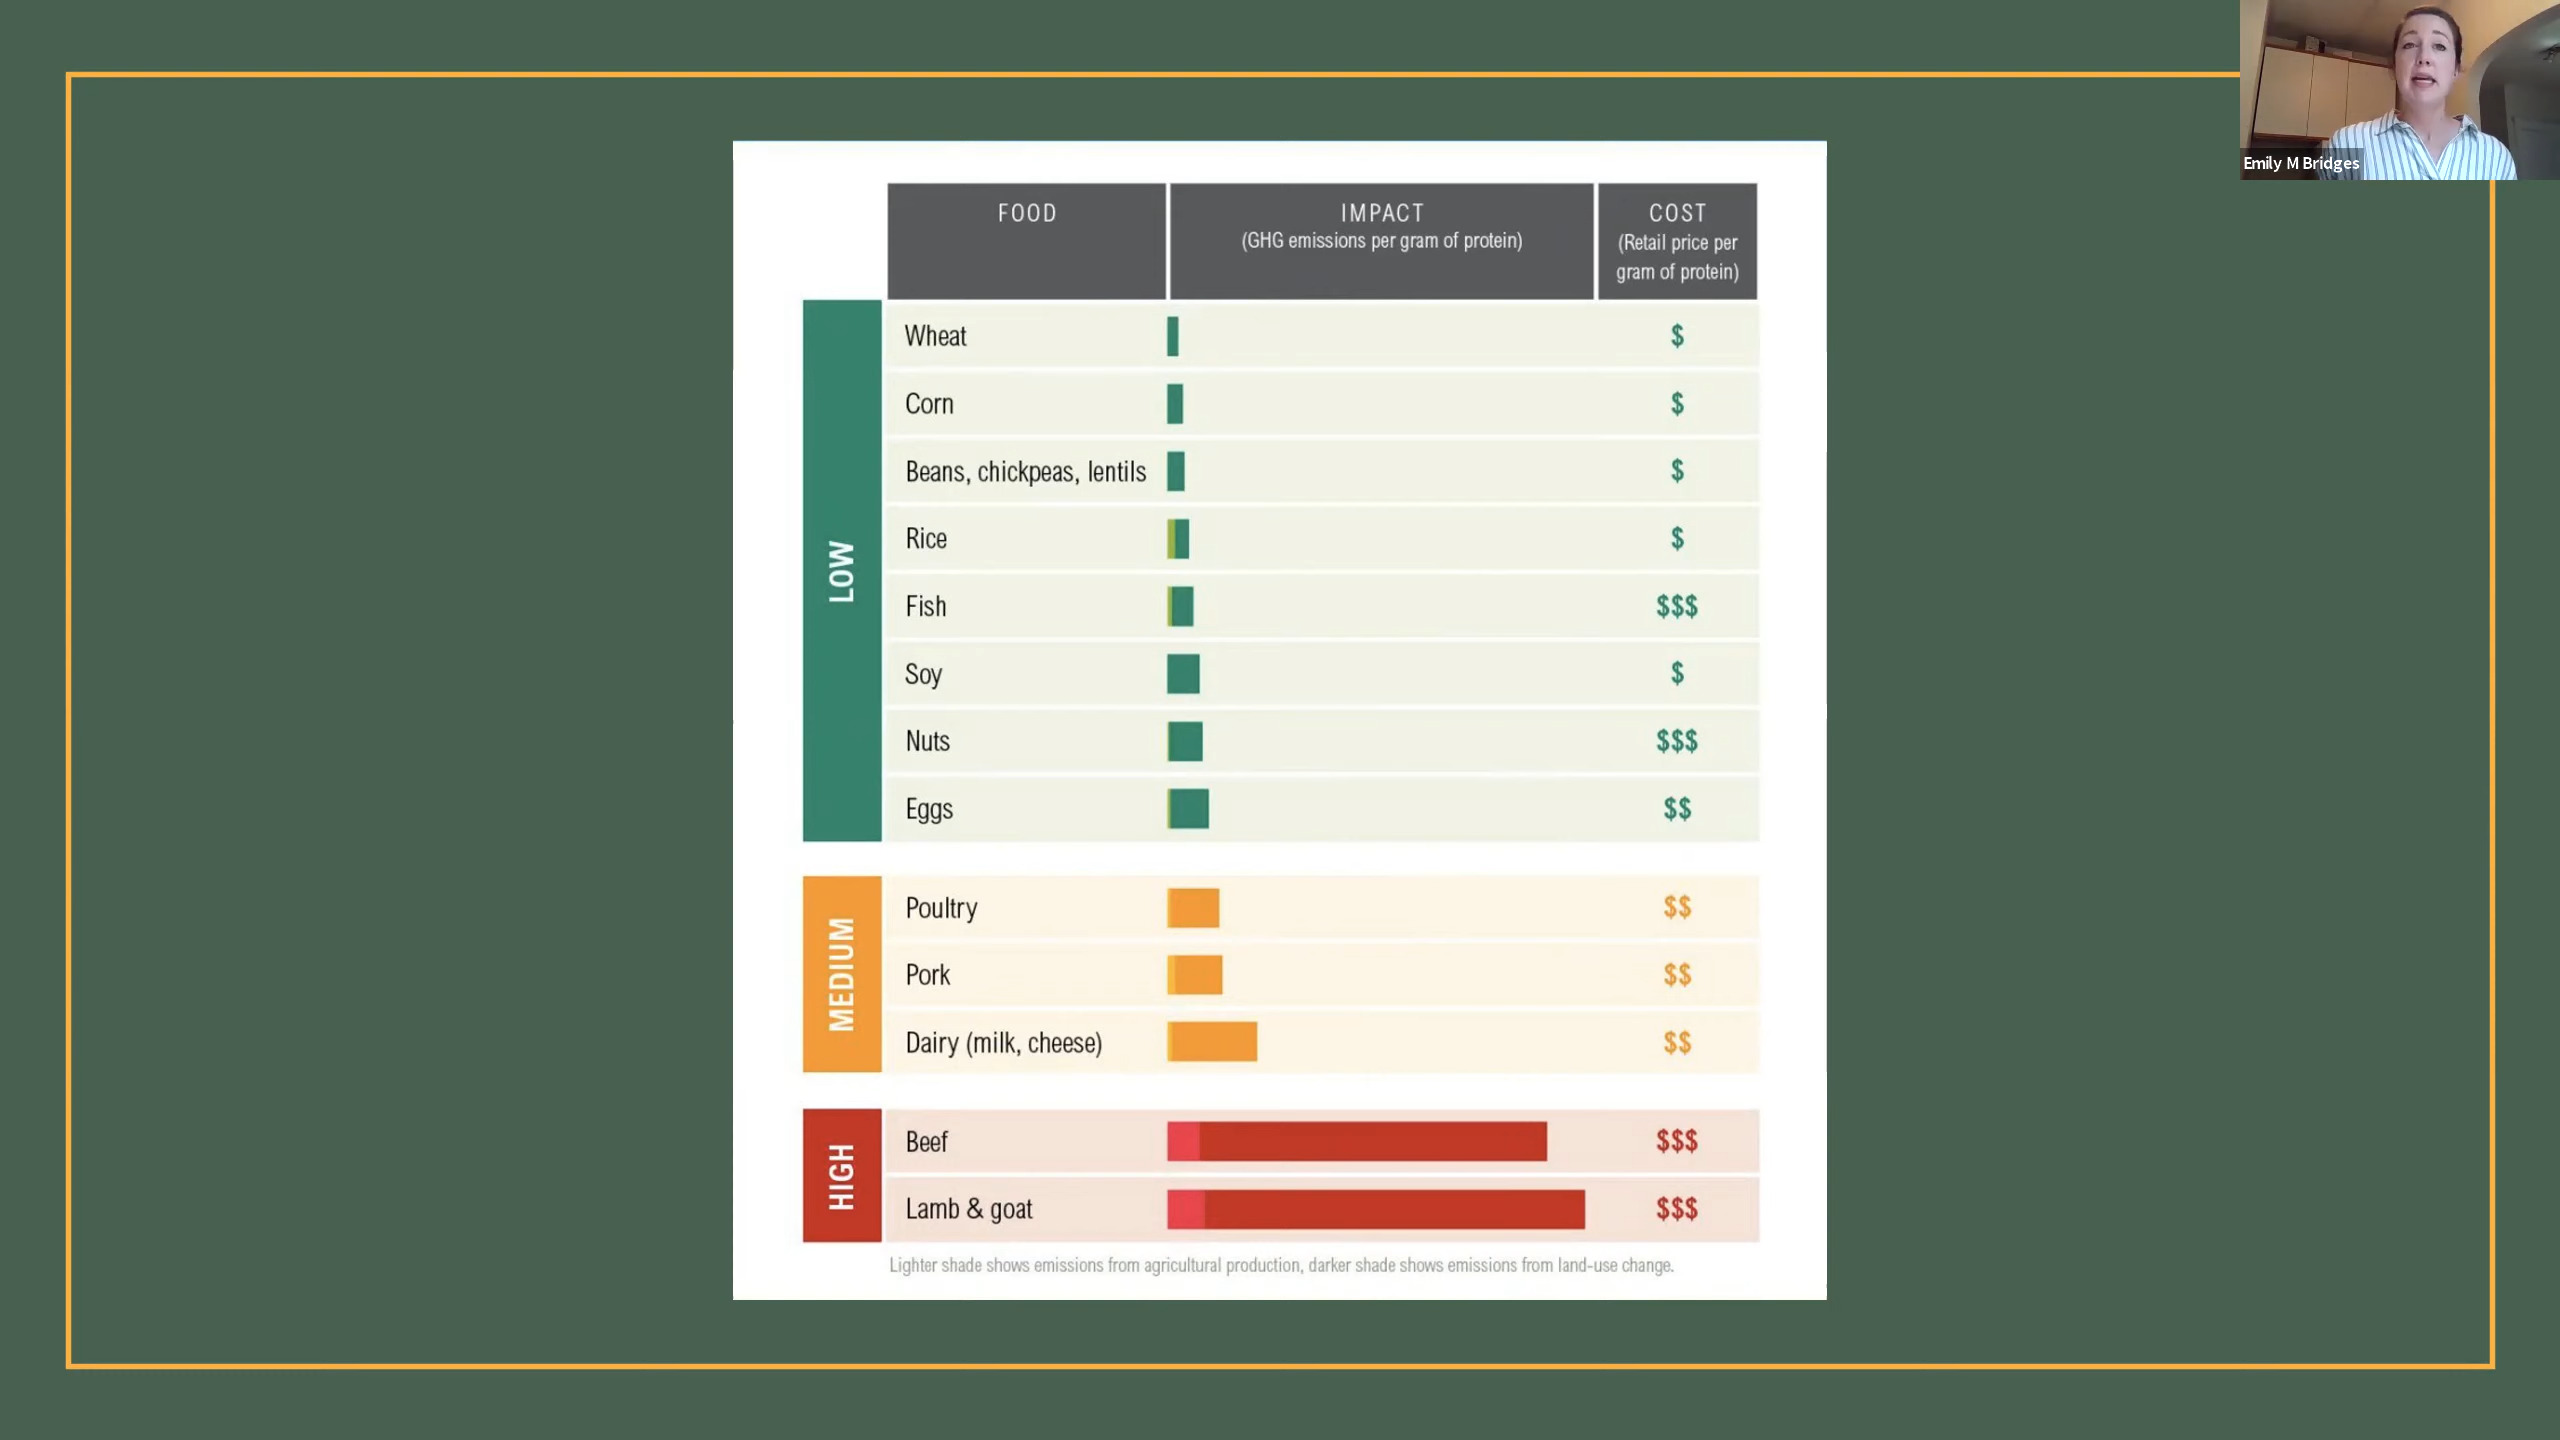 Emily M Bridges
FOOD
IMPACT
(GHG emissions per gram of protein)
COST
(Retail price per
gram of protein)
LOW
Wheat $
Corn $
Beans, chickpeas, lentils $
Rice $
Fish $$$
Soy $
Nuts $$$
Eggs $$
MEDIUM
Poultry $$
Pork $$
Dairy (milk, cheese) $$
HIGH
Beef $$$
Lamb & goat $$$
Lighter shade shows emissions from agricultural production, darker shade shows emissions from land-use change.